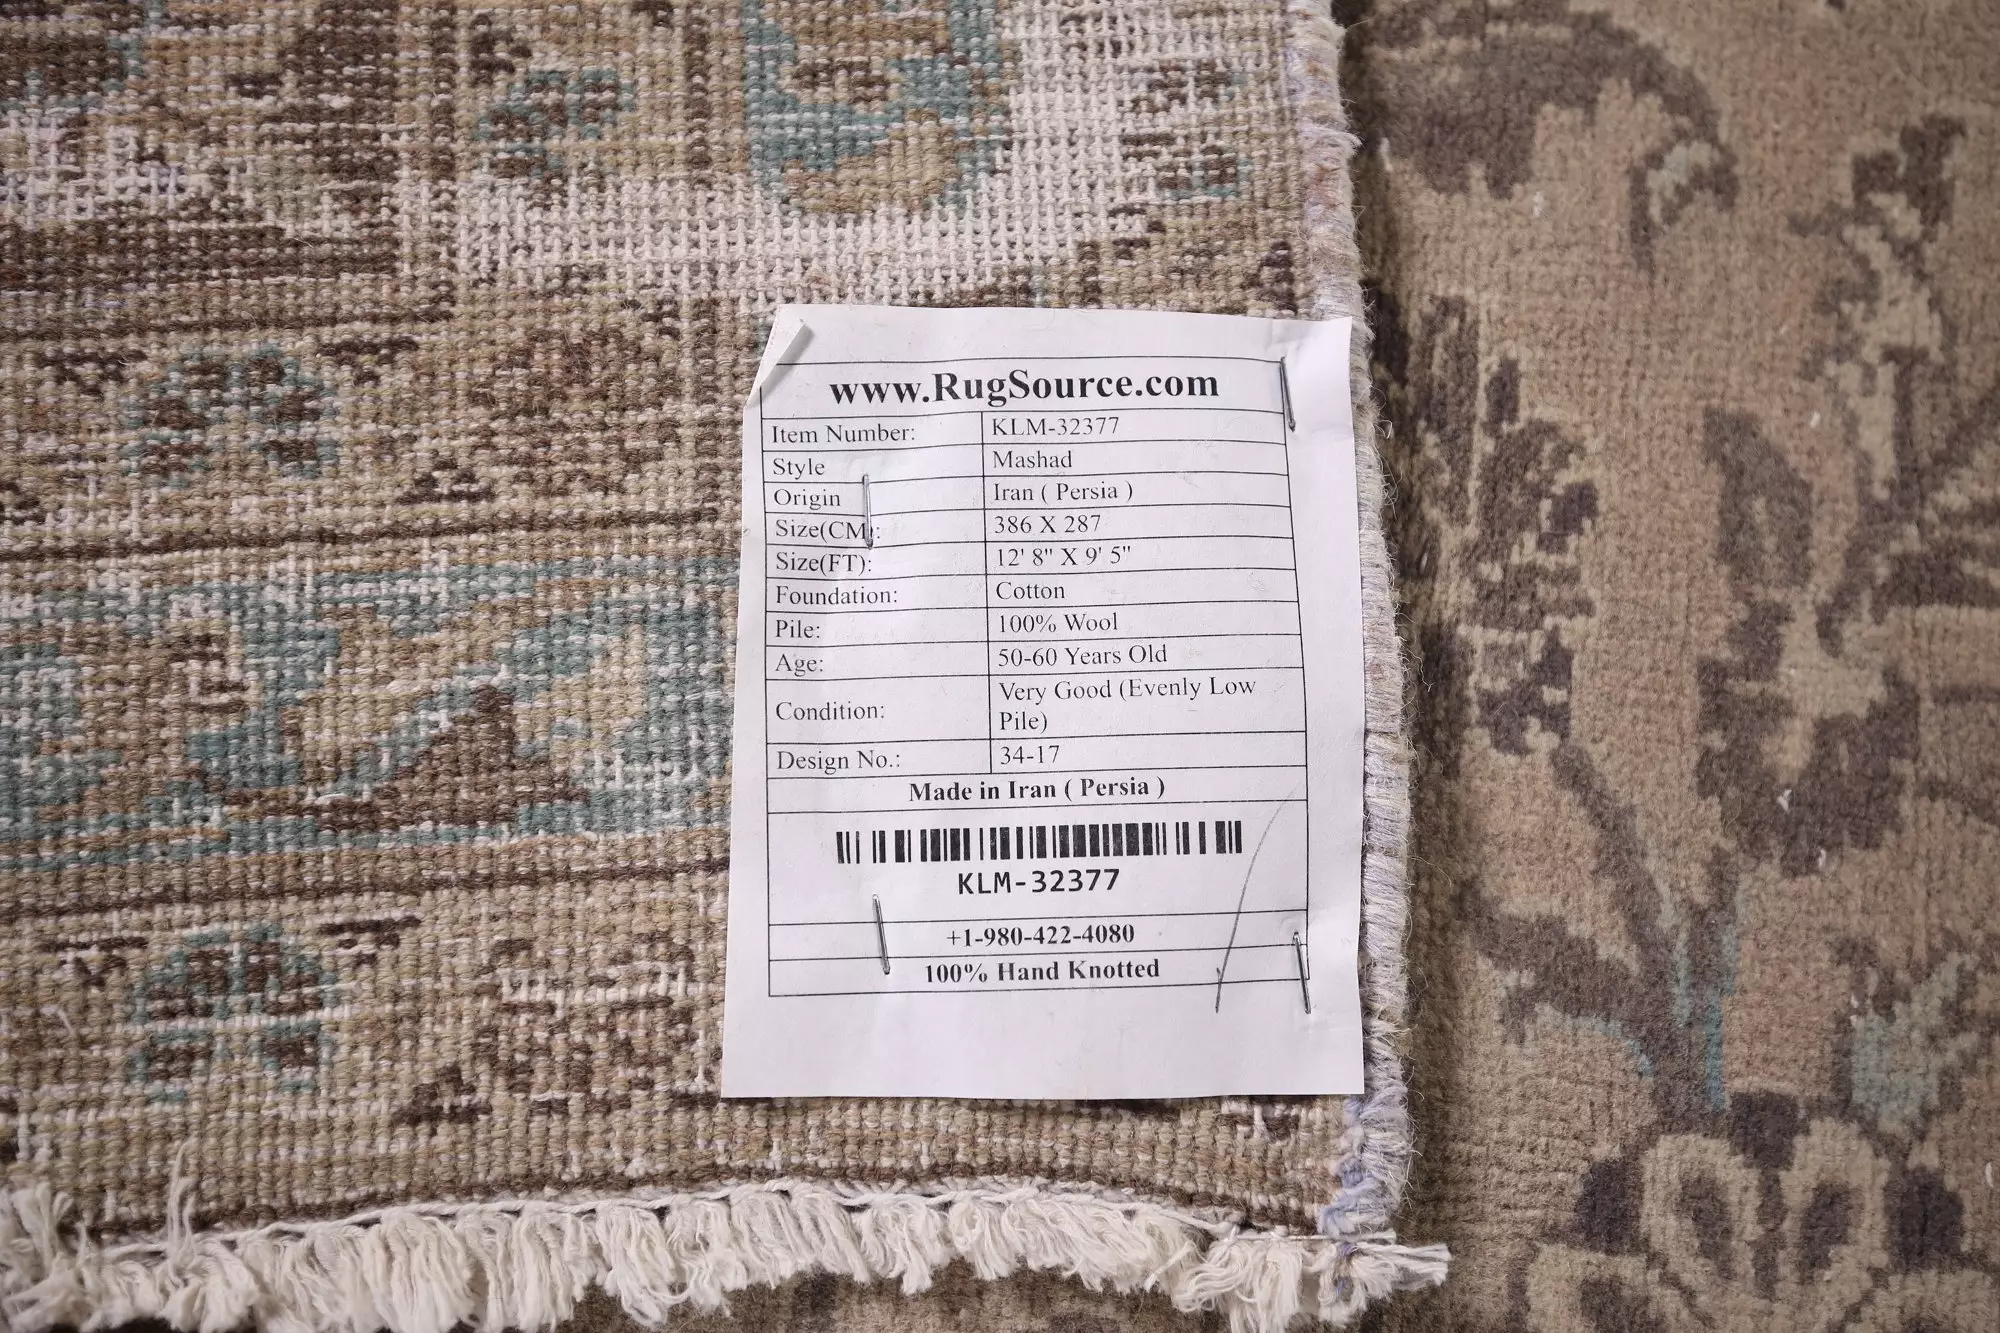 www.RugSource.com
Item Number: KLM-32377
Style Mashad
Origin Iran ( Persia )
Size(CM): 386 X 287
Size(FT): 12' 8" X 9' 5"
Foundation: Cotton
Pile: 100% Wool
Age: 50-60 Years Old
Condition: Very Good (Evenly Low
Pile)
Design No.: 34-17
Made in Iran ( Persia )
KLM-32377
+1-980-422-4080
100% Hand Knotted